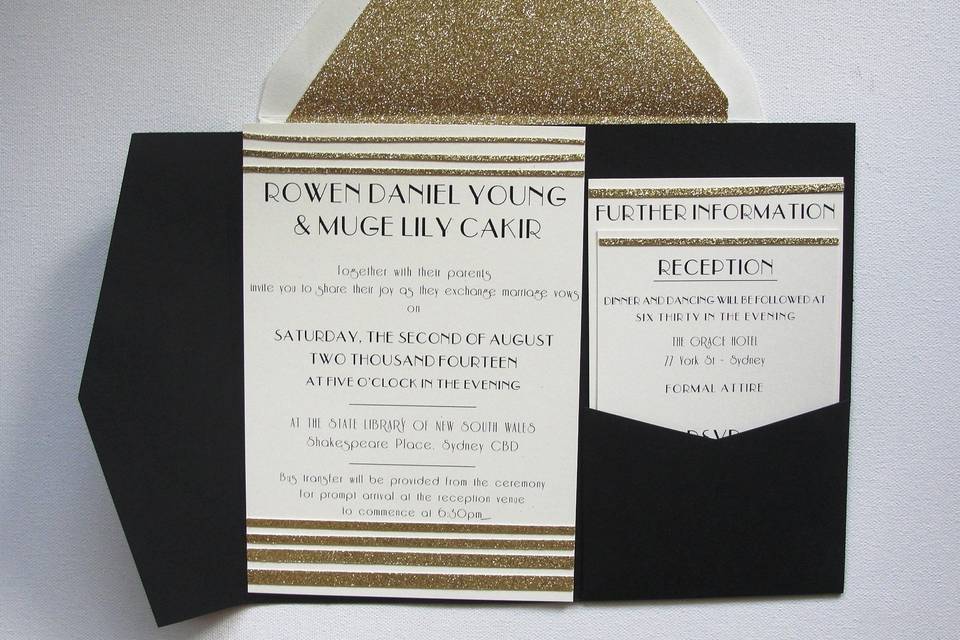 ROWEN DANIEL YOUNG
& MUGE LILY CAKIR
Together with their parents
invite you to share their joy as they exchange marriage vows
on
SATURDAY, THE SECOND OF AUGUST
TWO THOUSAND FOURTEEN
AT FIVE O'CLOCK IN THE EVENING
AT THE STATE LIBRARY OF NEW SOUTH WALES
Shakespeare Place, Sydney CBD
Bus transfer will be provided from the ceremony
for prompt arrival at the reception venue
to commence at 6:30pm
FURTHER INFORMATION
RECEPTION
DINNER AND DANCING WILL BE FOLLOWED AT
SIX THIRTY IN THE EVENING
THE GRACE HOTEL
77 York St - Sydney
FORMAL ATTIRE
RSVP